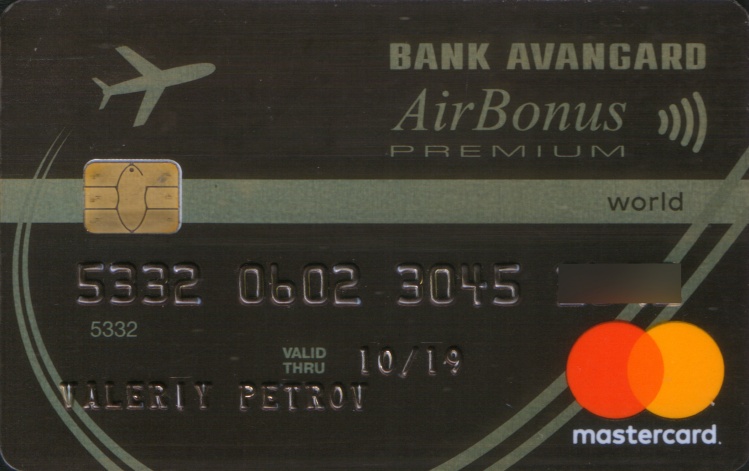 BANK AVANGARD
AirBonus
PREMIUM
world
5332 0602 3045
5332
VALID THRU 10/19
VALERIY PETROV
mastercard.